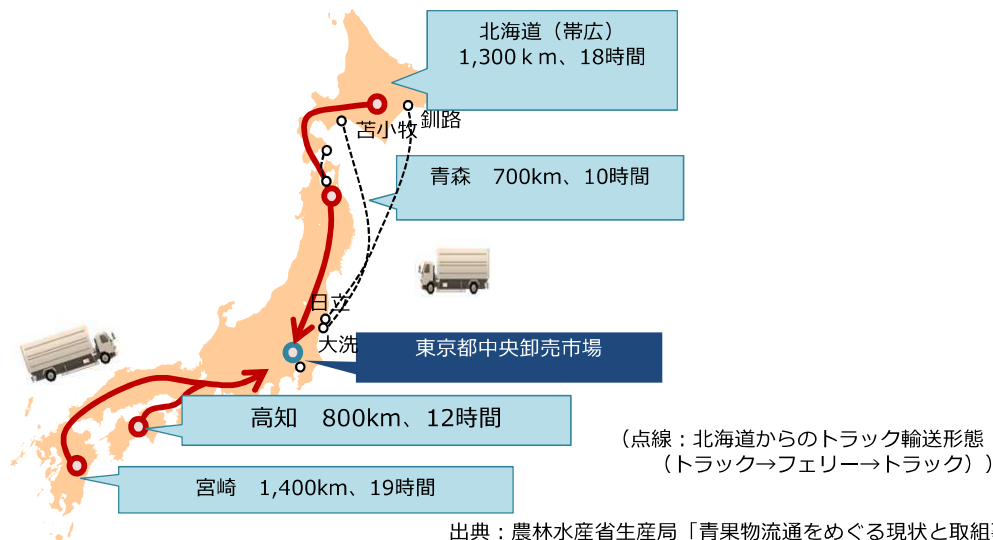 北海道（帯広）
1,300ｋm、18時間
釧路
苫小牧
青森　700km、10時間
日立
大洗
東京都中央卸売市場
高知　800km、12時間
（点線：北海道からのトラック輸送形態
（トラック→フェリー→トラック））
宮崎　1,400km、19時間
出典：農林水産省生産局「青果物流通をめぐる現状と取組